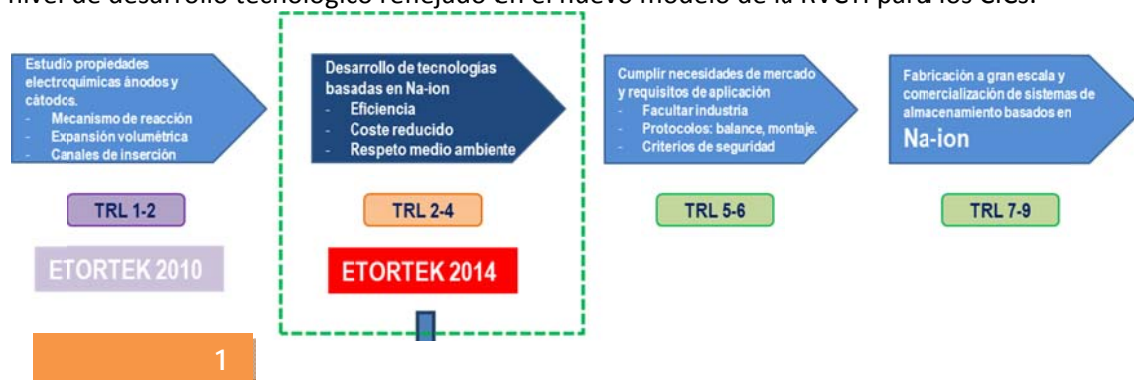 nivel de desarrollo tecnológico reflejado en el nuevo modelo de la RVCTI para los CICs.
Estudio propiedades
electroquímicas ánodos y
cátodos.
- Mecanismo de reacción
- Expansión volumétrica
- Canales de inserción
TRL 1-2
ETORTEK 2010
Desarrollo de tecnologías
basadas en Na-ion
- Eficiencia
- Coste reducido
- Respeto medio ambiente
TRL 2-4
ETORTEK 2014
Cumplir necesidades de mercado
y requisitos de aplicación
- Facultar industria
- Protocolos: balance, montaje.
- Criterios de seguridad
TRL 5-6
Fabricación a gran escala y
comercialización de sistemas de
almacenamiento basados en
Na-ion
TRL 7-9
1